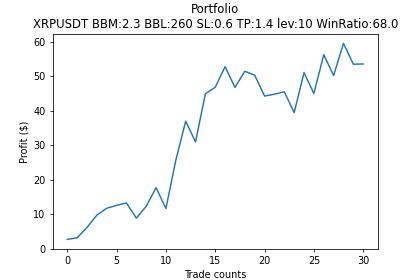 Portfolio
XRPUSDT BBM:2.3 BBL:260 SL:0.6 TP:1.4 lev:10 WinRatio:68.0
60
50
40
30
20
10
0
Profit ($)
0 5 10 15 20 25 30
Trade counts